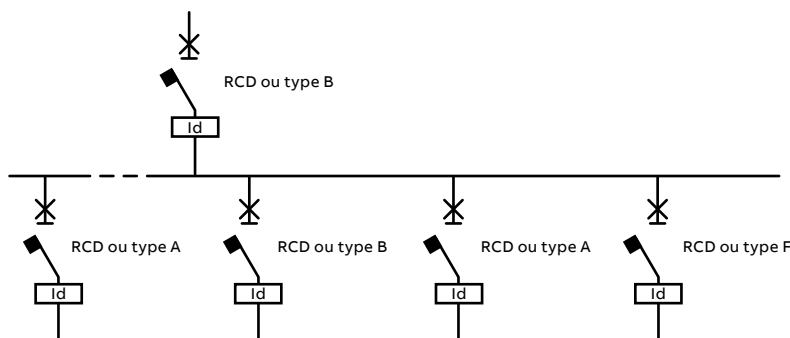 RCD ou type B
Id
RCD ou type A
RCD ou type B
RCD ou type A
RCD ou type F
Id
Id
Id
Id